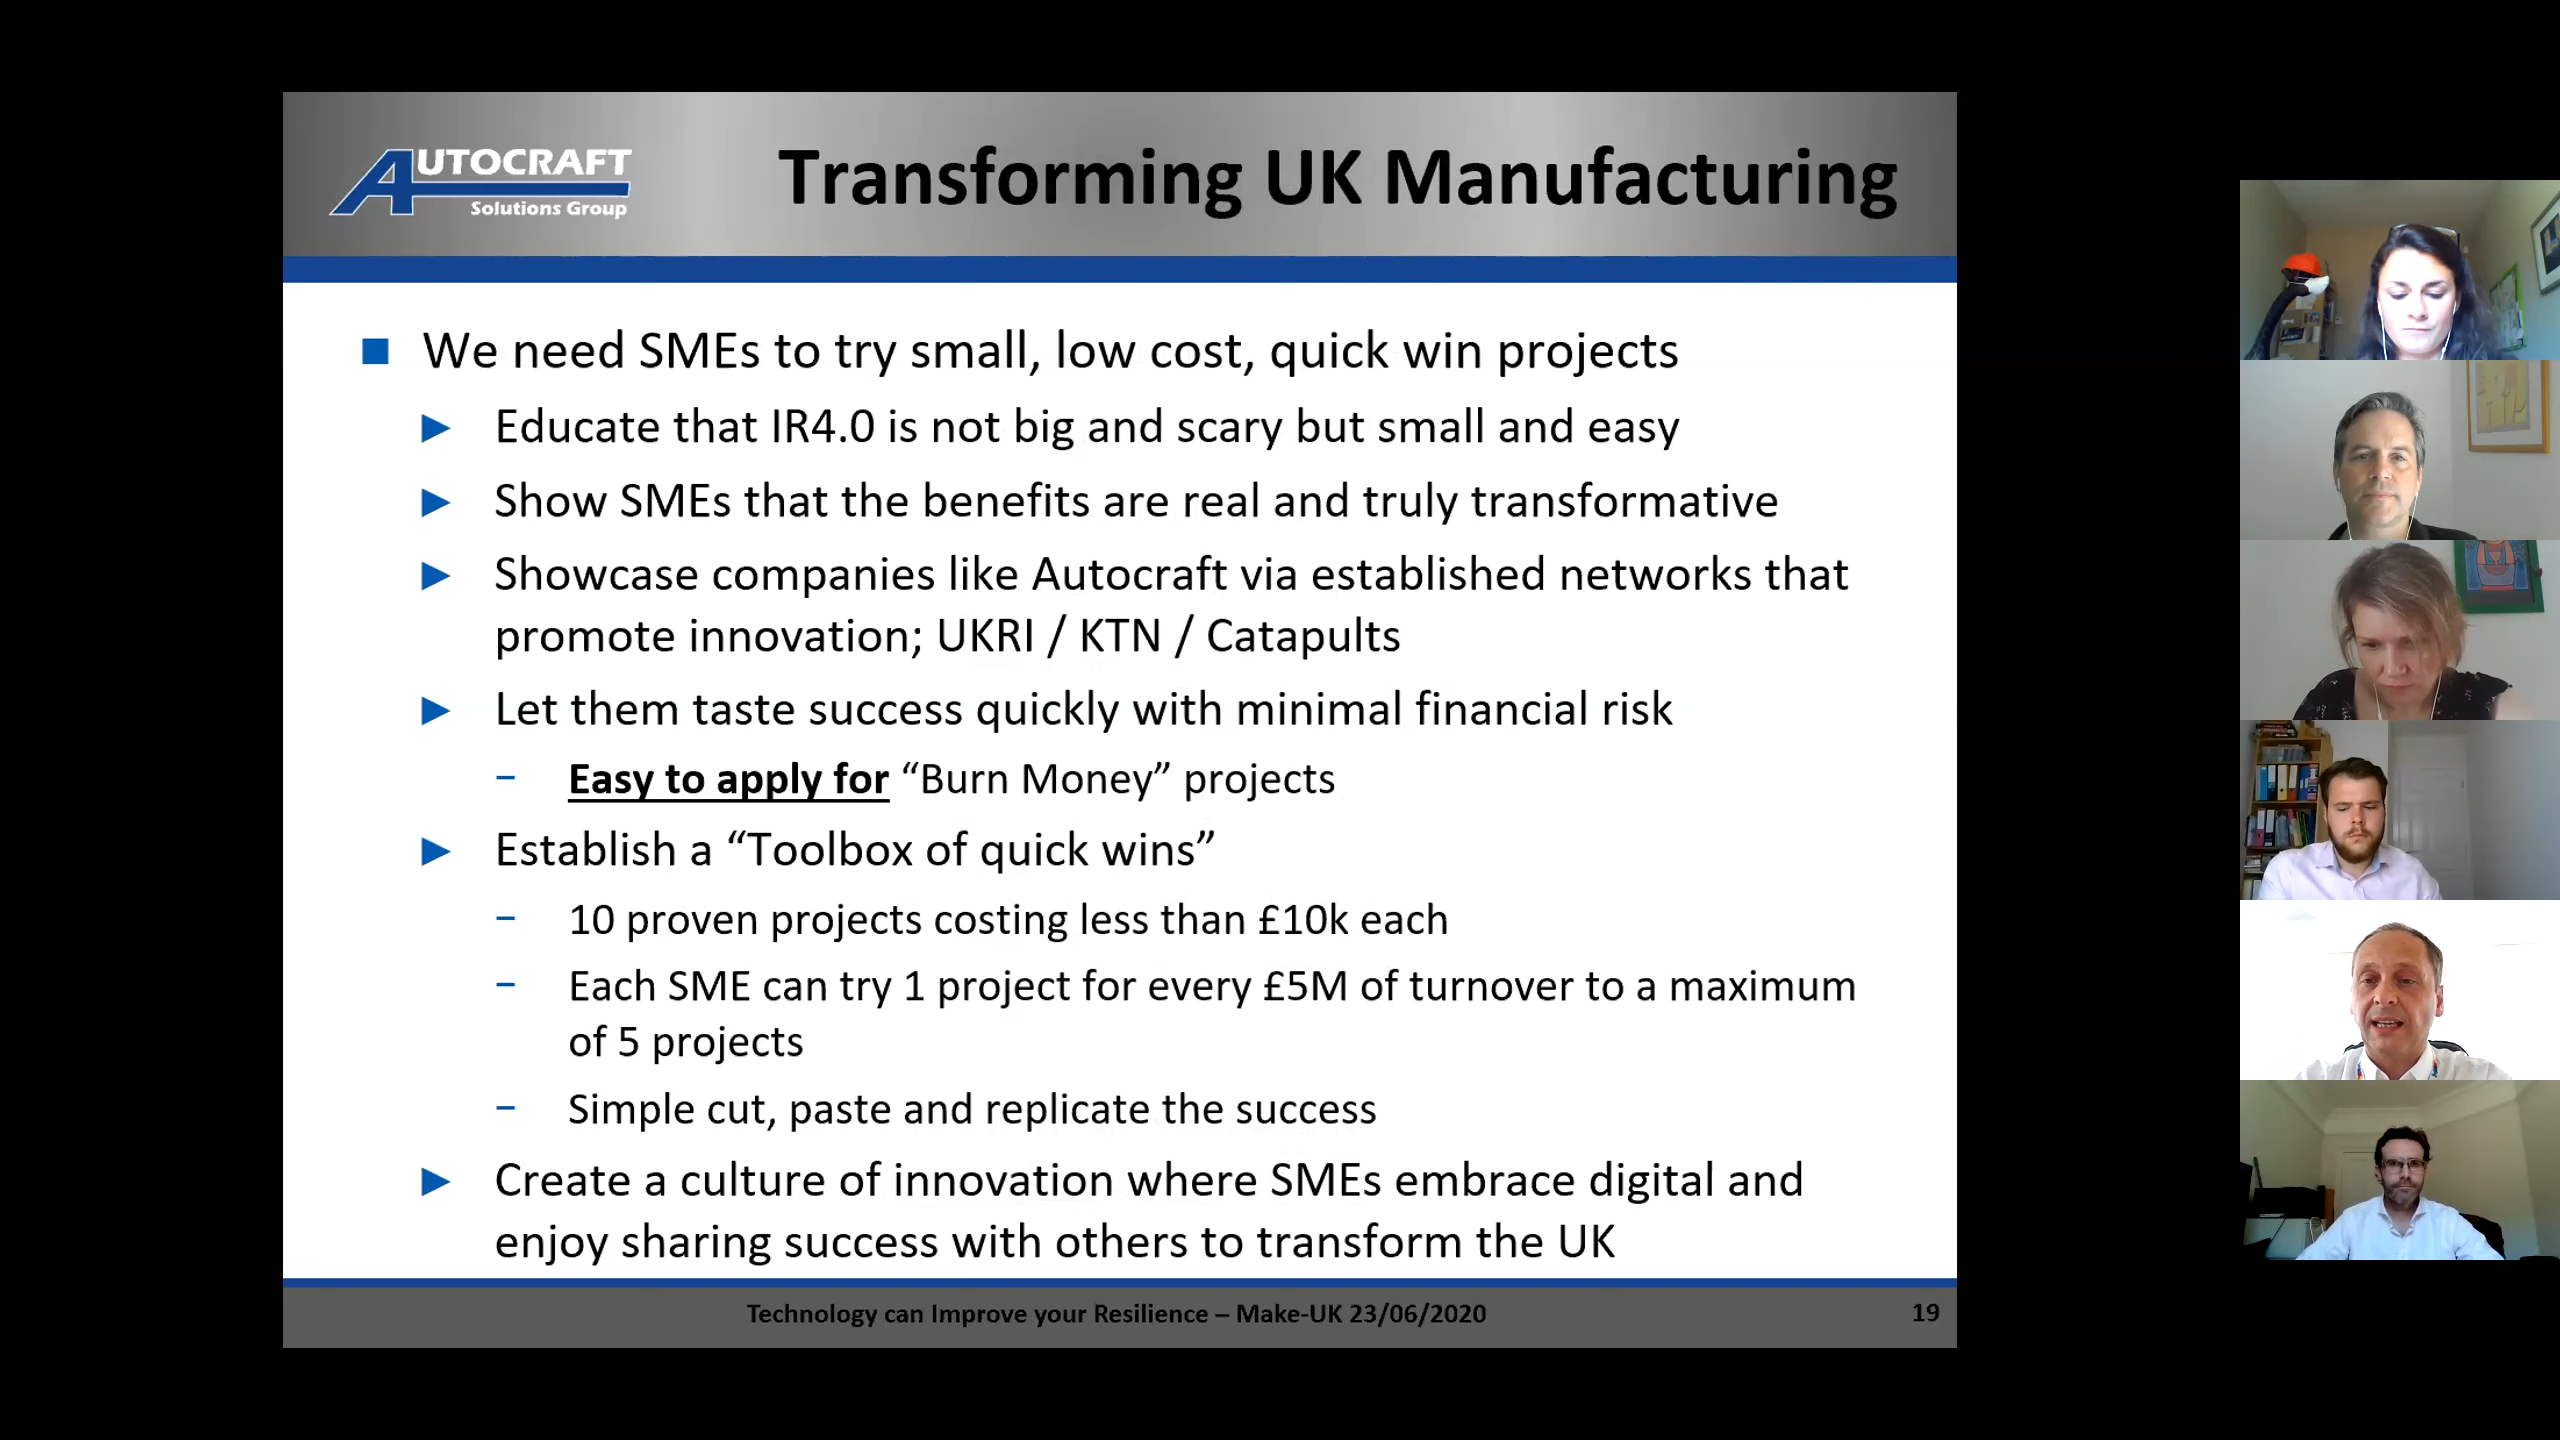 AUTOCRAFT
Solutions Group
Transforming UK Manufacturing
We need SMEs to try small, low cost, quick win projects
Educate that IR4.0 is not big and scary but small and easy
Show SMEs that the benefits are real and truly transformative
Showcase companies like Autocraft via established networks that
promote innovation; UKRI / KTN / Catapults
Let them taste success quickly with minimal financial risk
– Easy to apply for “Burn Money” projects
Establish a “Toolbox of quick wins”
– 10 proven projects costing less than £10k each
– Each SME can try 1 project for every £5M of turnover to a maximum
of 5 projects
– Simple cut, paste and replicate the success
Create a culture of innovation where SMEs embrace digital and
enjoy sharing success with others to transform the UK
Technology can Improve your Resilience – Make-UK 23/06/2020
19